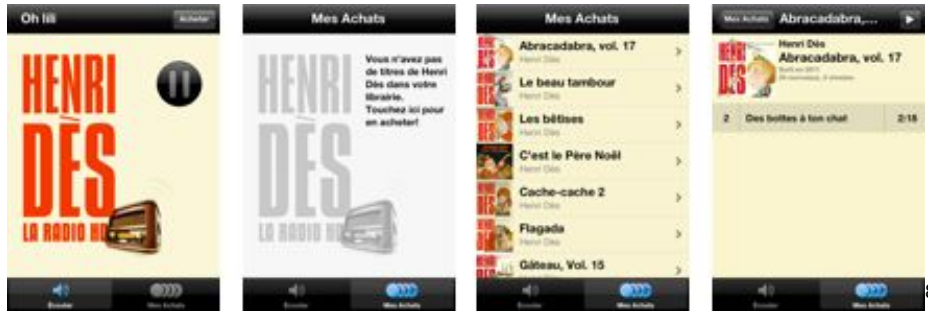 Oh lili
Acheter
HENRI
DÈS
LA RADIO
Écouter
Mes Achats
Mes Achats
HENRI
DÈS
LA RADIO
Vous n'avez pas
de titres de Henri
Dès dans votre
librairie.
Touchez ici pour
en acheter!
Écouter
Mes Achats
Mes Achats
Abracadabra, vol. 17
Henri Dès
Le beau tambour
Henri Dès
Les bêtises
Henri Dès
C'est le Père Noël
Henri Dès
Cache-cache 2
Henri Dès
Flagada
Henri Dès
Gâteau, Vol. 15
Écouter
Mes Achats
Mes Achats
Abracadabra,...
HENRI
DÈS
Henri Dès
Abracadabra, vol. 17
2 Des bottes à ton chat 2:18
Écouter
Mes Achats